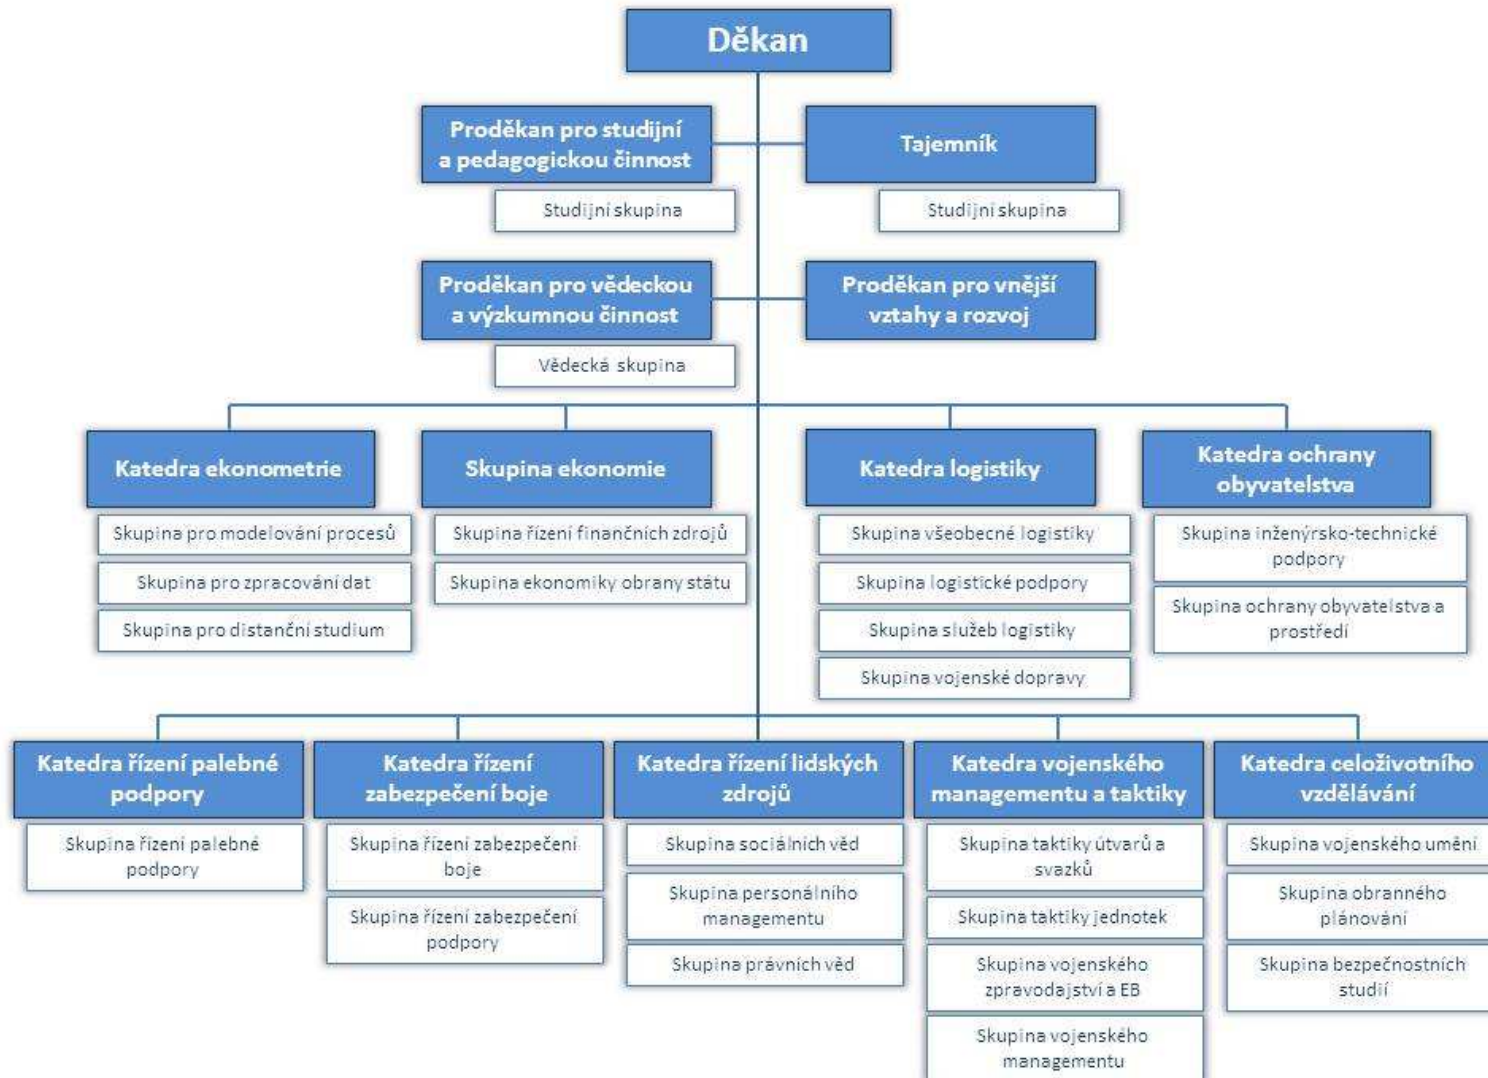 Děkan
Proděkan pro studijní
a pedagogickou činnost
Studijní skupina
Tajemník
Studijní skupina
Proděkan pro vědeckou
a výzkumnou činnost
Vědecká skupina
Proděkan pro vnější
vztahy a rozvoj
Katedra ekonometrie
Skupina pro modelování procesů
Skupina pro zpracování dat
Skupina pro distanční studium
Skupina ekonomie
Skupina řízení finančních zdrojů
Skupina ekonomiky obrany státu
Katedra logistiky
Skupina všeobecné logistiky
Skupina logistické podpory
Skupina služeb logistiky
Skupina vojenské dopravy
Katedra ochrany
obyvatelstva
Skupina inženýrsko-technické
podpory
Skupina ochrany obyvatelstva a
prostředí
Katedra řízení palebné
podpory
Skupina řízení palebné
podpory
Katedra řízení
zabezpečení boje
Skupina řízení zabezpečení
boje
Skupina řízení zabezpečení
podpory
Katedra řízení lidských
zdrojů
Skupina sociálních věd
Skupina personálního
managementu
Skupina právních věd
Katedra vojenského
managementu a taktiky
Skupina taktiky útvarů a
svazků
Skupina taktiky jednotek
Skupina vojenského
zpravodajství a EB
Skupina vojenského
managementu
Katedra celoživotního
vzdělávání
Skupina vojenského umění
Skupina obranného
plánování
Skupina bezpečnostních
studií